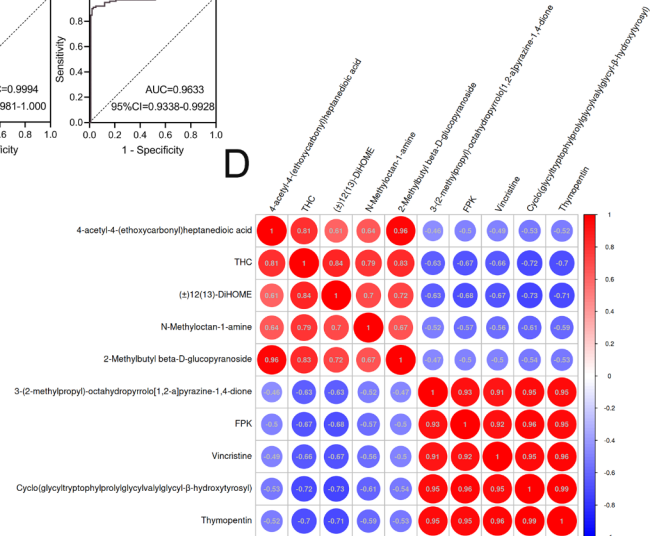 =0.9994
981-1.000
1.0
icity
Sensitivity
0.8
0.6
0.4
0.2
0.0
AUC=0.9633
95%CI=0.9338-0.9928
0.0 0.2 0.4 0.6 0.8 1.0
1 - Specificity
D
4-acetyl-4-(ethoxycarbonyl)heptanedioic acid
THC
(±)12(13)-DiHOME
N-Methyloctan-1-amine
2-Methylbutyl beta-D-glucopyranoside
3-(2-methylpropyl)-octahydropyrrolo[1,2-a]pyrazine-1,4-dione
FPK
Vincristine
Cyclo(glycyltryptophylprolylglycylvalylglycyl-β-hydroxytyrosyl)
Thymopentin
4-acetyl-4-(ethoxycarbonyl)heptanedioic acid 1 0.81 0.61 0.64 0.96 -0.46 -0.5 -0.49 -0.53 -0.52
THC 0.81 1 0.84 0.79 0.83 -0.63 -0.67 -0.66 -0.72 -0.7
(±)12(13)-DiHOME 0.61 0.84 1 0.7 0.72 -0.63 -0.68 -0.67 -0.73 -0.71
N-Methyloctan-1-amine 0.64 0.79 0.7 1 0.67 -0.52 -0.57 -0.56 -0.61 -0.59
2-Methylbutyl beta-D-glucopyranoside 0.96 0.83 0.72 0.67 1 -0.47 -0.5 -0.5 -0.54 -0.53
3-(2-methylpropyl)-octahydropyrrolo[1,2-a]pyrazine-1,4-dione -0.46 -0.63 -0.63 -0.52 -0.47 1 0.93 0.91 0.95 0.95
FPK -0.5 -0.67 -0.68 -0.57 -0.5 0.93 1 0.92 0.96 0.95
Vincristine -0.49 -0.66 -0.67 -0.56 -0.5 0.91 0.92 1 0.95 0.96
Cyclo(glycyltryptophylprolylglycylvalylglycyl-β-hydroxytyrosyl) -0.53 -0.72 -0.73 -0.61 -0.54 0.95 0.96 0.95 1 0.99
Thymopentin -0.52 -0.7 -0.71 -0.59 -0.53 0.95 0.95 0.96 0.99 1
1
0.8
0.6
0.4
0.2
0
-0.2
-0.4
-0.6
-0.8